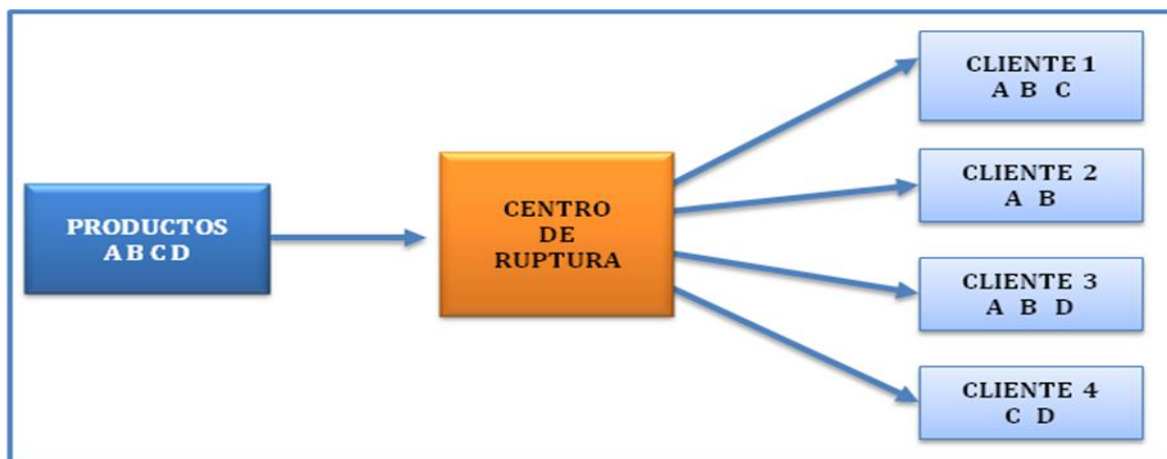 PRODUCTOS
A B C D
CENTRO
DE
RUPTURA
CLIENTE 1
A B C
CLIENTE 2
A B
CLIENTE 3
A B D
CLIENTE 4
C D